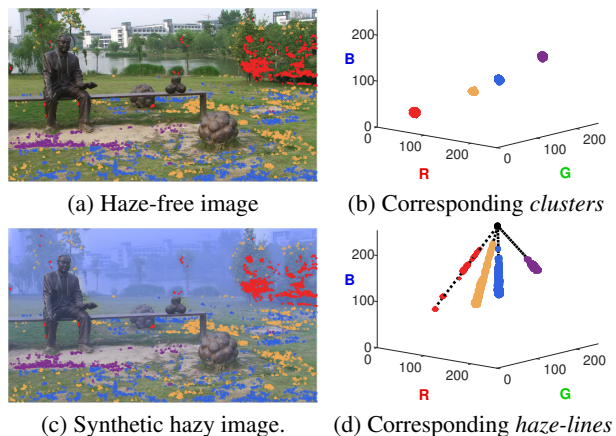 200
B
100
0
0
100
200
R
0
100
200
G
(a) Haze-free image
(b) Corresponding clusters
200
B
100
0
0
100
200
R
0
100
200
G
(c) Synthetic hazy image.
(d) Corresponding haze-lines